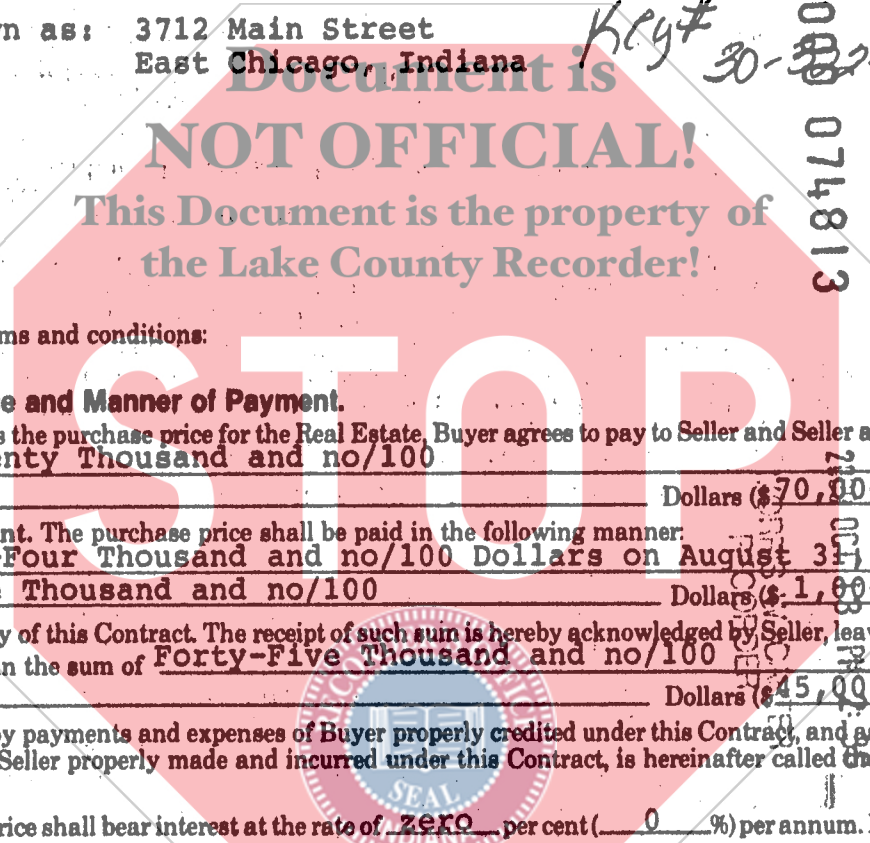 n as: 3712 Main Street
East Chicago, Indiana
Key#
30-
000 074813
Document is
NOT OFFICIAL!
This Document is the property of
the Lake County Recorder!
ms and conditions:
STOP
e and Manner of Payment.
s the purchase price for the Real Estate, Buyer agrees to pay to Seller and Seller a
nty Thousand and no/100
Dollars ($70,00
nt. The purchase price shall be paid in the following manner:
-Four Thousand and no/100 Dollars on August 31
e Thousand and no/100
Dollars ($ 1,00
y of this Contract. The receipt of such sum is hereby acknowledged by Seller, lea
n the sum of Forty-Five Thousand and no/100
Dollars ($45,00
y payments and expenses of Buyer properly credited under this Contract, and a
Seller properly made and incurred under this Contract, is hereinafter called
SEAL
rice shall bear interest at the rate of zero per cent ( 0 %) per annum.